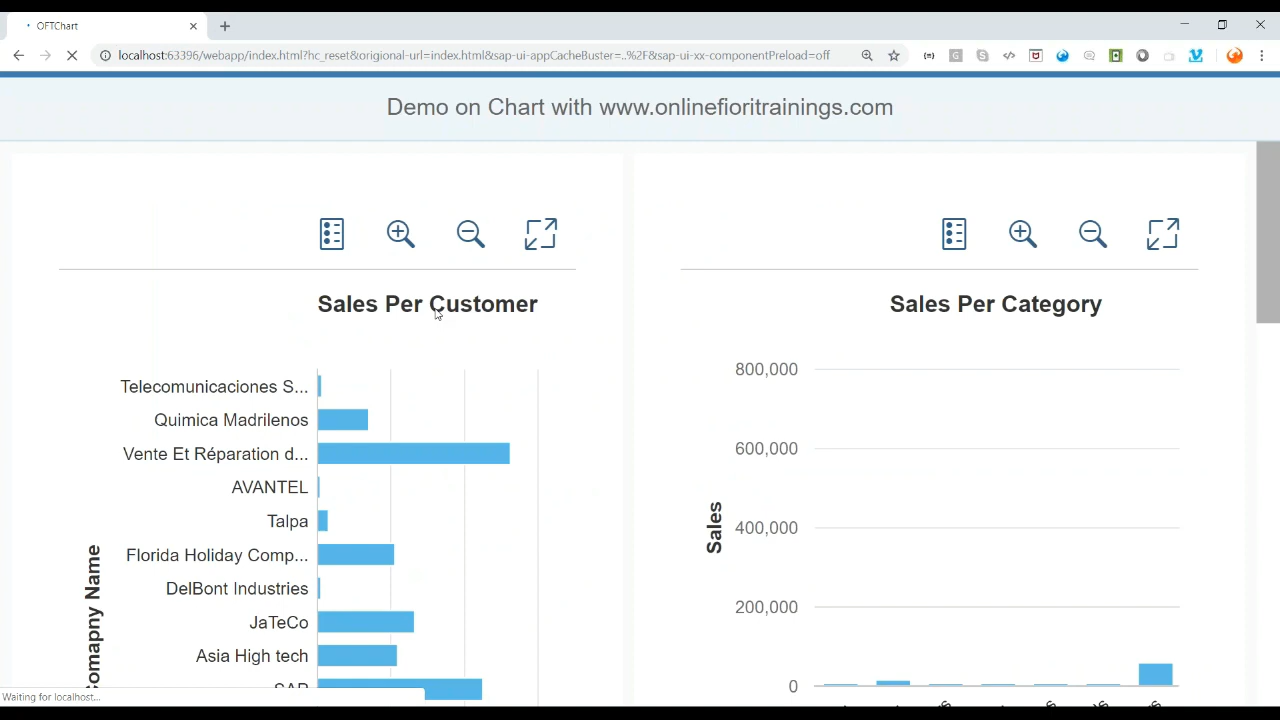 OFTChart
localhost:63396/webapp/index.html?hc_reset&origional-url=index.html&sap-ui-appCacheBuster=..%2F&sap-ui-xx-componentPreload=off
Demo on Chart with www.onlinefioritrainings.com
Sales Per Customer
Telecomunicaciones S...
Quimica Madrilenos
Vente Et Réparation d...
AVANTEL
Talpa
Florida Holiday Comp...
DelBont Industries
JaTeCo
Asia High tech
SAP
Comapny Name
Sales Per Category
800,000
600,000
400,000
200,000
0
Sales
Waiting for localhost...